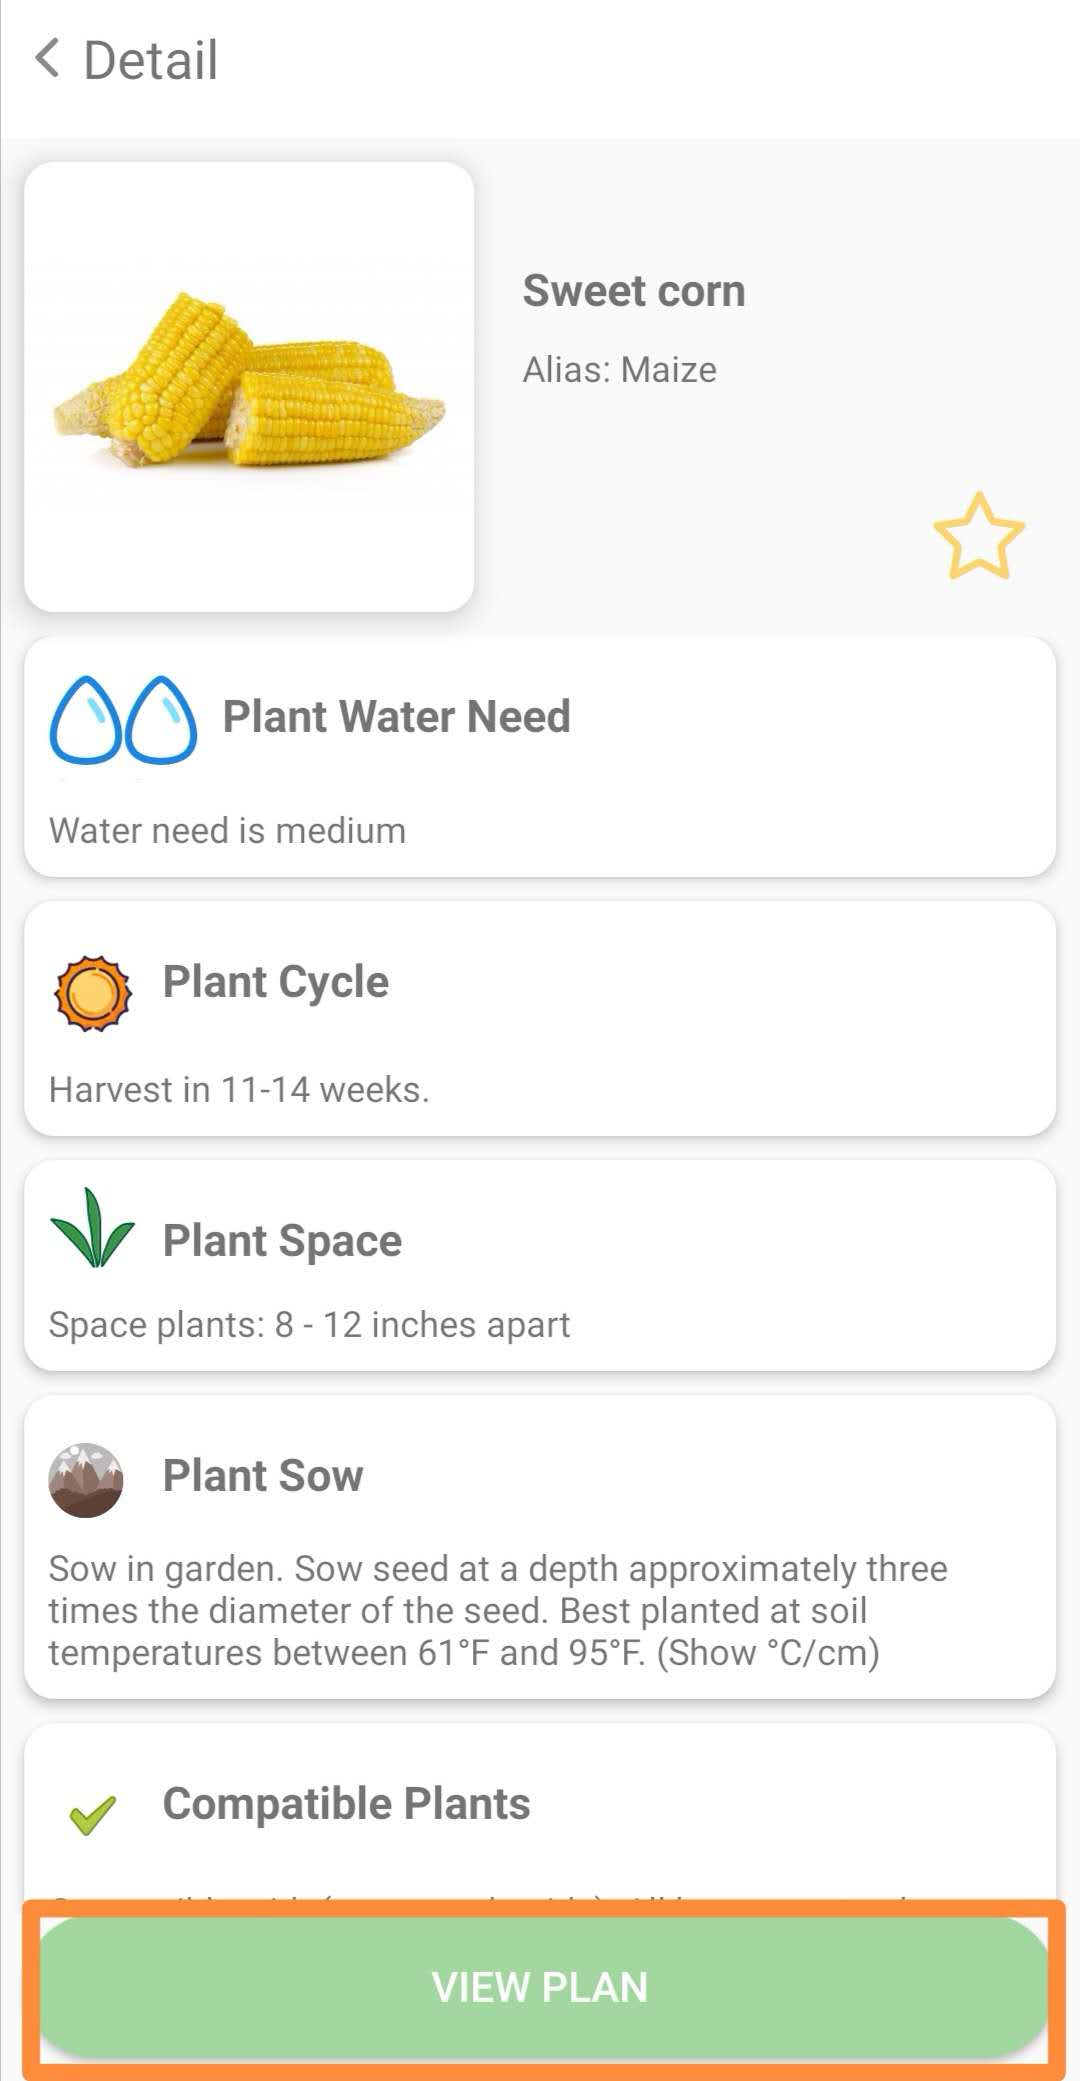 Detail
Sweet corn
Alias: Maize
Plant Water Need
Water need is medium
Plant Cycle
Harvest in 11-14 weeks.
Plant Space
Space plants: 8 - 12 inches apart
Plant Sow
Sow in garden. Sow seed at a depth approximately three
times the diameter of the seed. Best planted at soil
temperatures between 61°F and 95°F. (Show °C/cm)
Compatible Plants
VIEW PLAN